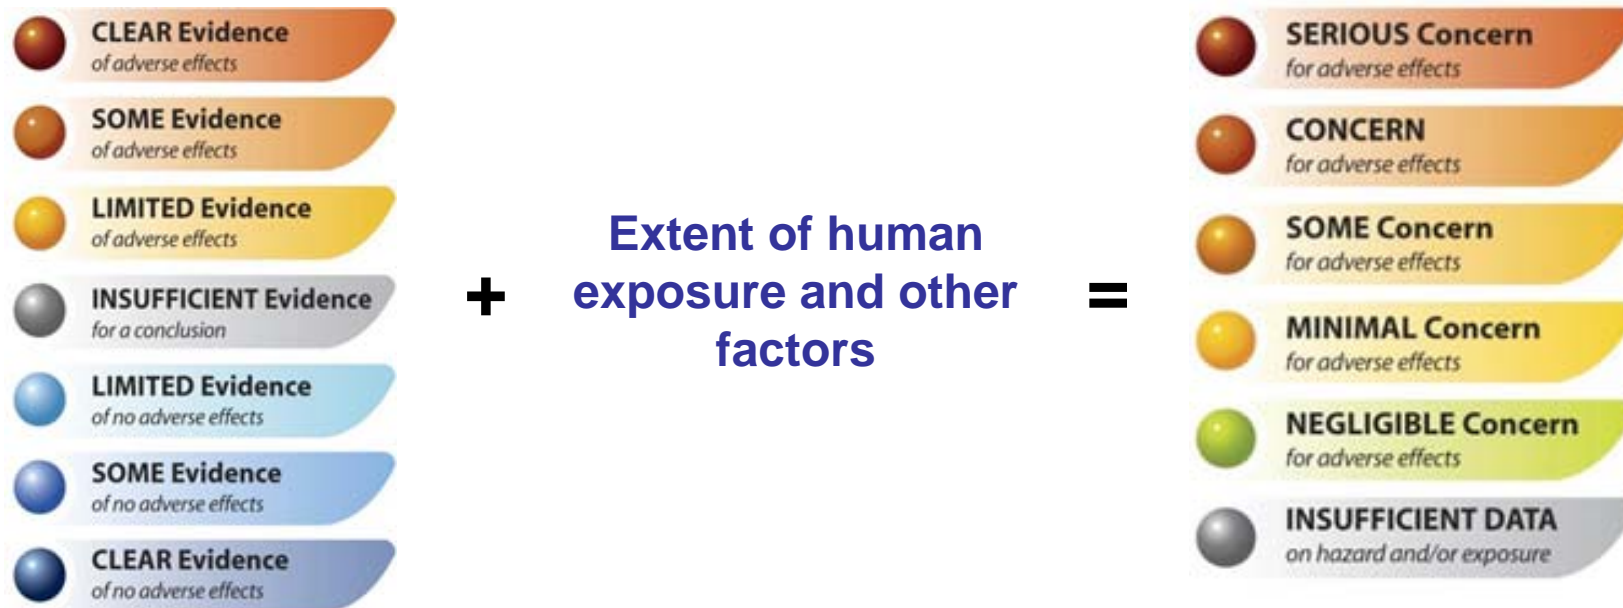 CLEAR Evidence
of adverse effects
SOME Evidence
of adverse effects
LIMITED Evidence
of adverse effects
INSUFFICIENT Evidence
for a conclusion
LIMITED Evidence
of no adverse effects
SOME Evidence
of no adverse effects
CLEAR Evidence
of no adverse effects
+
Extent of human
exposure and other
factors
=
SERIOUS Concern
for adverse effects
CONCERN
for adverse effects
SOME Concern
for adverse effects
MINIMAL Concern
for adverse effects
NEGLIGIBLE Concern
for adverse effects
INSUFFICIENT DATA
on hazard and/or exposure